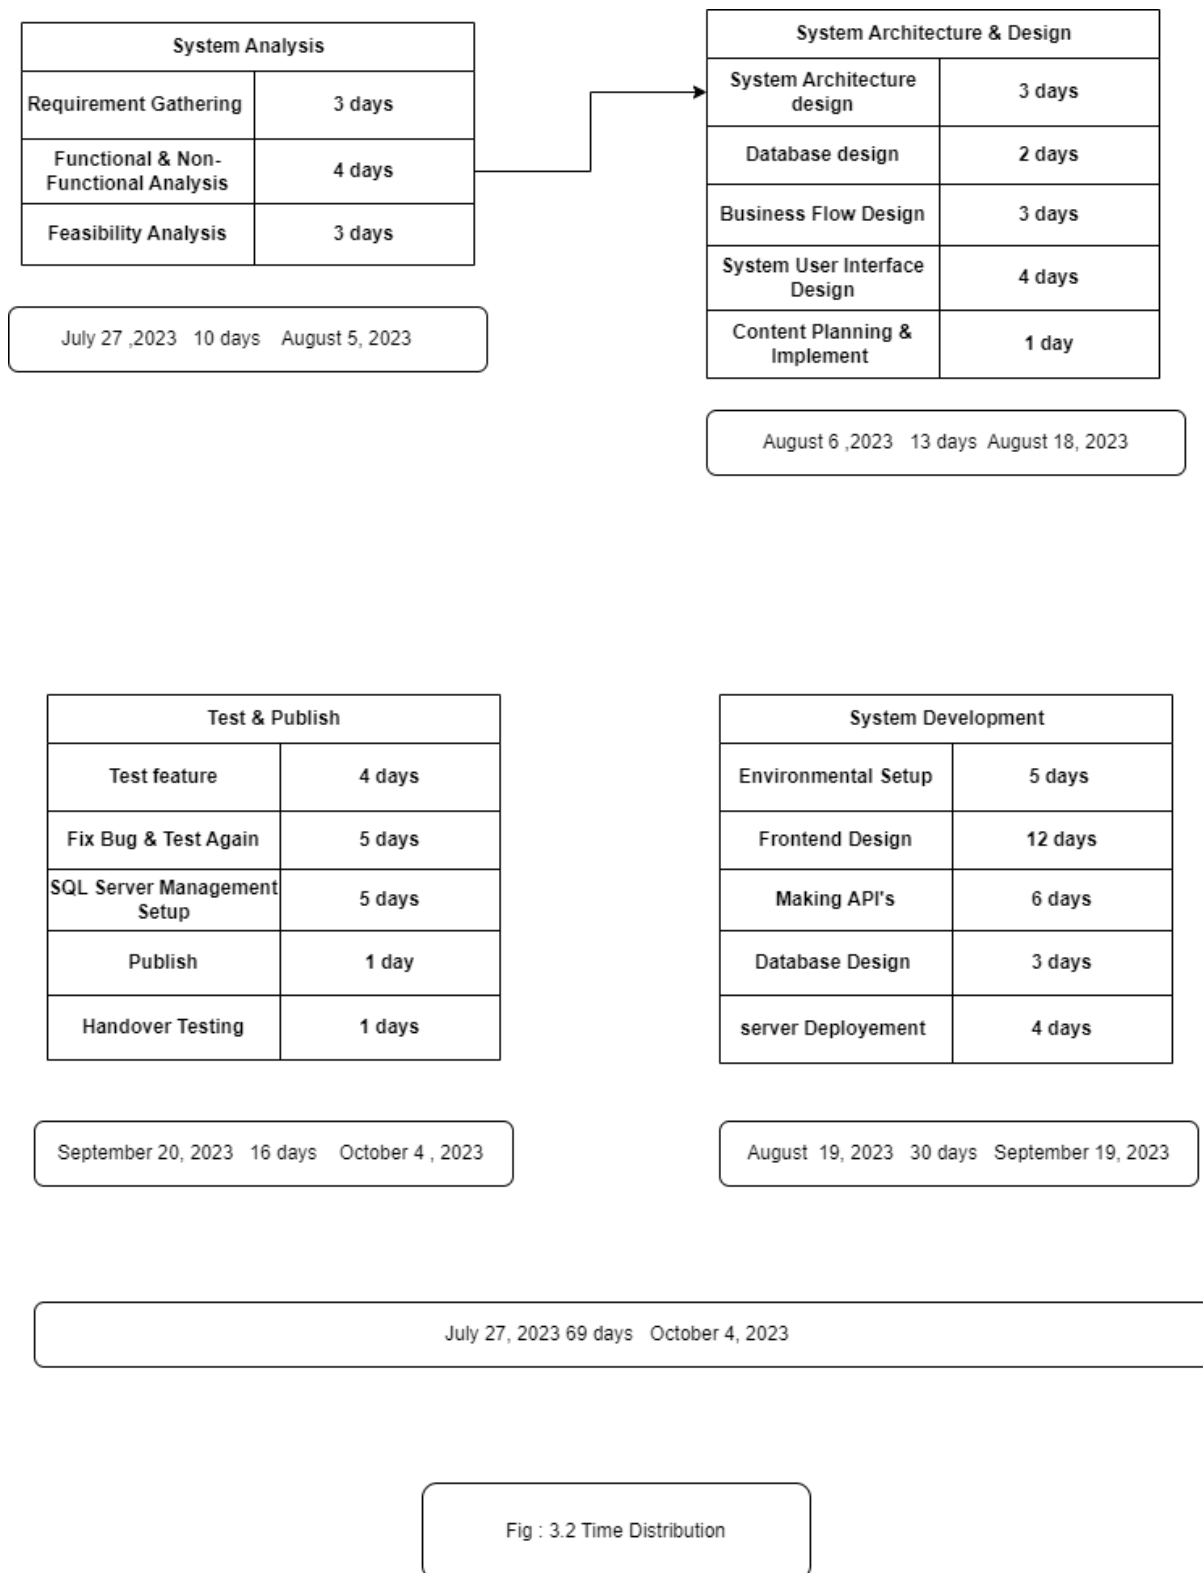 System Analysis
Requirement Gathering 3 days
Functional & Non-
Functional Analysis 4 days
Feasibility Analysis 3 days
July 27 ,2023 10 days August 5, 2023
System Architecture & Design
System Architecture
design 3 days
Database design 2 days
Business Flow Design 3 days
System User Interface
Design 4 days
Content Planning &
Implement 1 day
August 6 ,2023 13 days August 18, 2023
Test & Publish
Test feature 4 days
Fix Bug & Test Again 5 days
SQL Server Management
Setup 5 days
Publish 1 day
Handover Testing 1 days
September 20, 2023 16 days October 4 , 2023
System Development
Environmental Setup 5 days
Frontend Design 12 days
Making API's 6 days
Database Design 3 days
server Deployement 4 days
August 19, 2023 30 days September 19, 2023
July 27, 2023 69 days October 4, 2023
Fig : 3.2 Time Distribution